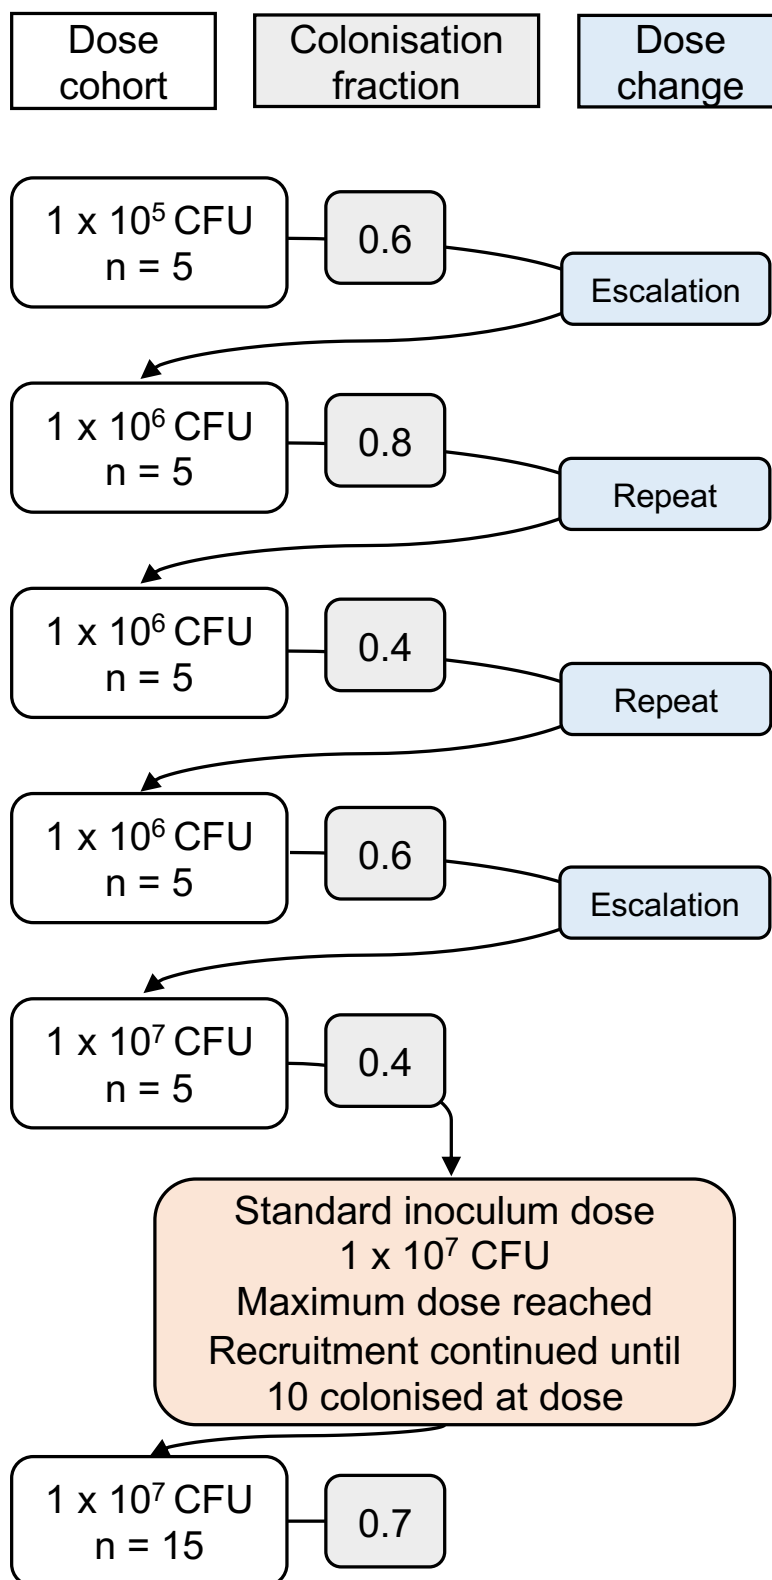 Dose
cohort
Colonisation
fraction
Dose
change
1 x 10⁵ CFU
n = 5
0.6
Escalation
1 x 10⁶ CFU
n = 5
0.8
Repeat
1 x 10⁶ CFU
n = 5
0.4
Repeat
1 x 10⁶ CFU
n = 5
0.6
Escalation
1 x 10⁷ CFU
n = 5
0.4
Standard inoculum dose
1 x 10⁷ CFU
Maximum dose reached
Recruitment continued until
10 colonised at dose
1 x 10⁷ CFU
n = 15
0.7